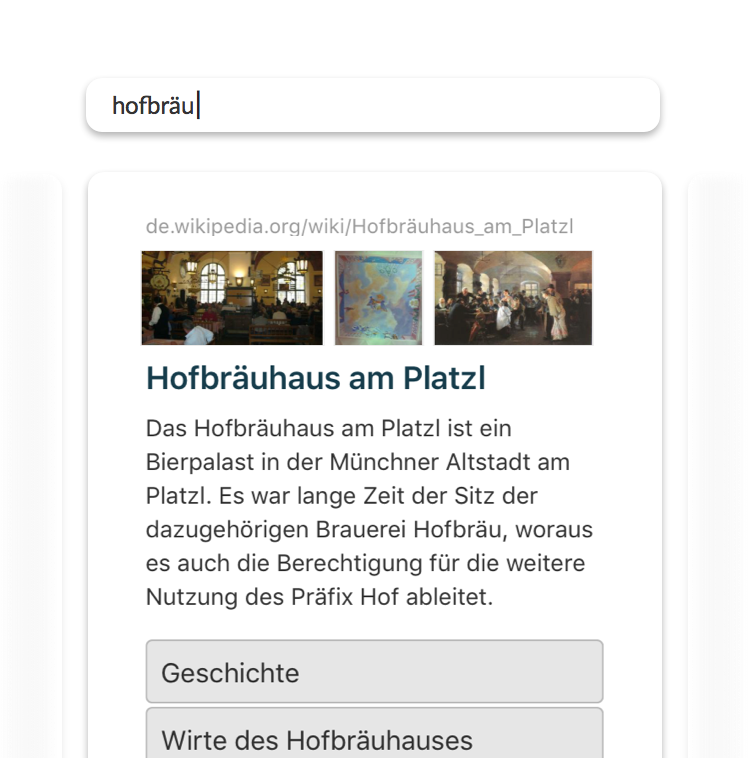 hofbräu
de.wikipedia.org/wiki/Hofbräuhaus_am_Platzl
Hofbräuhaus am Platzl
Das Hofbräuhaus am Platzl ist ein
Bierpalast in der Münchner Altstadt am
Platzl. Es war lange Zeit der Sitz der
dazugehörigen Brauerei Hofbräu, woraus
es auch die Berechtigung für die weitere
Nutzung des Präfix Hof ableitet.
Geschichte
Wirte des Hofbräuhauses